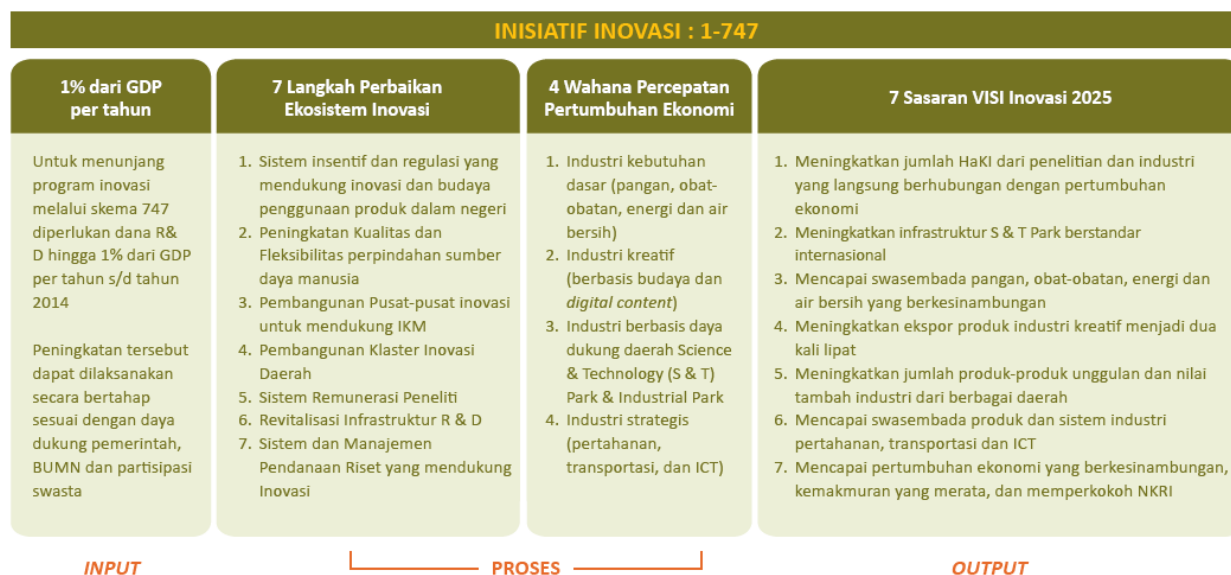 INISIATIF INOVASI : 1-747
1% dari GDP
per tahun
Untuk menunjang
program inovasi
melalui skema 747
diperlukan dana R&
D hingga 1% dari GDP
per tahun s/d tahun
2014
Peningkatan tersebut
dapat dilaksanakan
secara bertahap
sesuai dengan daya
dukung pemerintah,
BUMN dan partisipasi
swasta
7 Langkah Perbaikan
Ekosistem Inovasi
1. Sistem insentif dan regulasi yang
mendukung inovasi dan budaya
penggunaan produk dalam negeri
2. Peningkatan Kualitas dan
Fleksibilitas perpindahan sumber
daya manusia
3. Pembangunan Pusat-pusat inovasi
untuk mendukung IKM
4. Pembangunan Klaster Inovasi
Daerah
5. Sistem Remunerasi Peneliti
6. Revitalisasi Infrastruktur R & D
7. Sistem dan Manajemen
Pendanaan Riset yang mendukung
Inovasi
4 Wahana Percepatan
Pertumbuhan Ekonomi
1. Industri kebutuhan
dasar (pangan, obat-
obatan, energi dan air
bersih)
2. Industri kreatif
(berbasis budaya dan
digital content)
3. Industri berbasis daya
dukung daerah Science
& Technology (S & T)
Park & Industrial Park
4. Industri strategis
(pertahanan,
transportasi, dan ICT)
7 Sasaran VISI Inovasi 2025
1. Meningkatkan jumlah HaKI dari penelitian dan industri
yang langsung berhubungan dengan pertumbuhan
ekonomi
2. Meningkatkan infrastruktur S & T Park berstandar
internasional
3. Mencapai swasembada pangan, obat-obatan, energi dan
air bersih yang berkesinambungan
4. Meningkatkan ekspor produk industri kreatif menjadi dua
kali lipat
5. Meningkatkan jumlah produk-produk unggulan dan nilai
tambah industri dari berbagai daerah
6. Mencapai swasembada produk dan sistem industri
pertahanan, transportasi dan ICT
7. Mencapai pertumbuhan ekonomi yang berkesinambungan,
kemakmuran yang merata, dan memperkokoh NKRI
INPUT
PROSES
OUTPUT